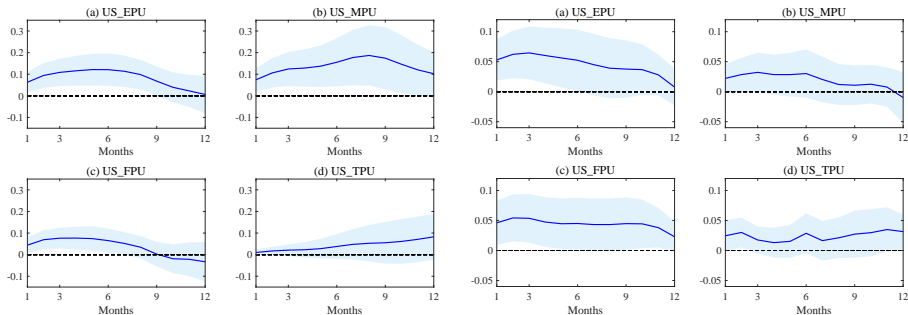 (a) US_EPU
0.3
0.2
0.1
0
-0.1
1 3 6 9 12
Months
(b) US_MPU
0.3
0.2
0.1
0
-0.1
1 3 6 9 12
Months
(a) US_EPU
0.1
0.05
0
-0.05
1 3 6 9 12
Months
(b) US_MPU
0.1
0.05
0
-0.05
1 3 6 9 12
Months
(c) US_FPU
0.3
0.2
0.1
0
-0.1
1 3 6 9 12
Months
(d) US_TPU
0.3
0.2
0.1
0
-0.1
1 3 6 9 12
Months
(c) US_FPU
0.1
0.05
0
-0.05
1 3 6 9 12
Months
(d) US_TPU
0.1
0.05
0
-0.05
1 3 6 9 12
Months